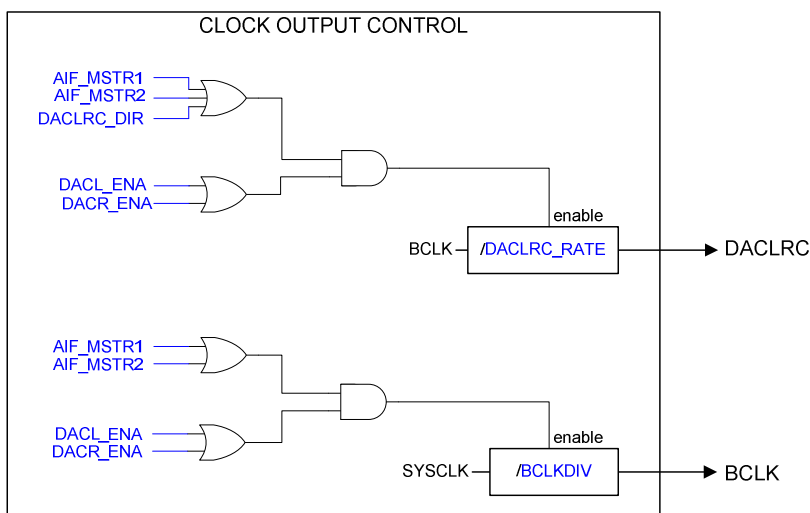 CLOCK OUTPUT CONTROL
AIF_MSTR1
AIF_MSTR2
DACLRC_DIR
DACL_ENA
DACR_ENA
enable
BCLK
/DACLRC_RATE
DACLRC
AIF_MSTR1
AIF_MSTR2
DACL_ENA
DACR_ENA
enable
SYSCLK
/BCLKDIV
BCLK